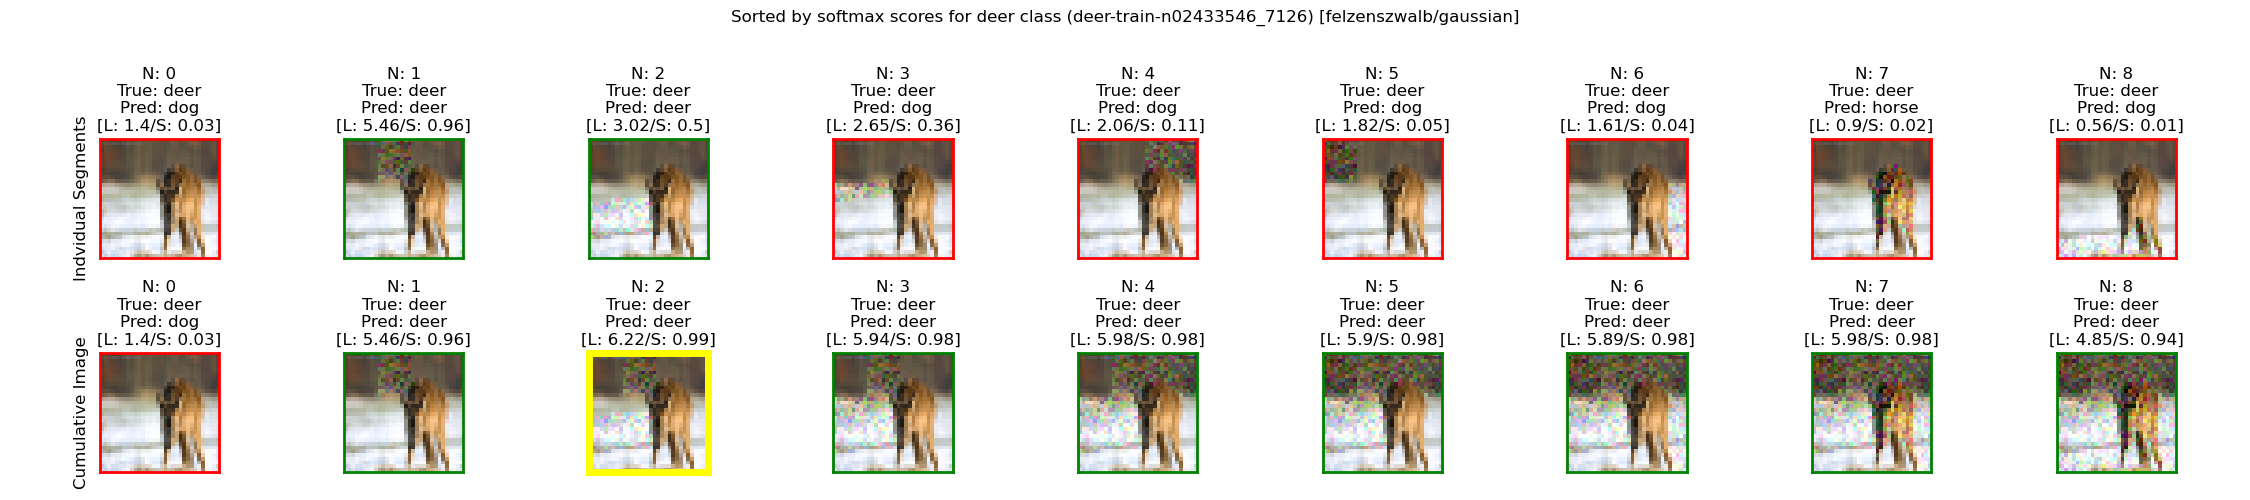 Sorted by softmax scores for deer class (deer-train-n02433546_7126) [felzenszwalb/gaussian]
Indvidual Segments
N: 0
True: deer
Pred: dog
[L: 1.4/S: 0.03]
N: 1
True: deer
Pred: deer
[L: 5.46/S: 0.96]
N: 2
True: deer
Pred: deer
[L: 3.02/S: 0.5]
N: 3
True: deer
Pred: dog
[L: 2.65/S: 0.36]
N: 4
True: deer
Pred: dog
[L: 2.06/S: 0.11]
N: 5
True: deer
Pred: dog
[L: 1.82/S: 0.05]
N: 6
True: deer
Pred: dog
[L: 1.61/S: 0.04]
N: 7
True: deer
Pred: horse
[L: 0.9/S: 0.02]
N: 8
True: deer
Pred: dog
[L: 0.56/S: 0.01]
Cumulative Image
N: 0
True: deer
Pred: dog
[L: 1.4/S: 0.03]
N: 1
True: deer
Pred: deer
[L: 5.46/S: 0.96]
N: 2
True: deer
Pred: deer
[L: 6.22/S: 0.99]
N: 3
True: deer
Pred: deer
[L: 5.94/S: 0.98]
N: 4
True: deer
Pred: deer
[L: 5.98/S: 0.98]
N: 5
True: deer
Pred: deer
[L: 5.9/S: 0.98]
N: 6
True: deer
Pred: deer
[L: 5.89/S: 0.98]
N: 7
True: deer
Pred: deer
[L: 5.98/S: 0.98]
N: 8
True: deer
Pred: deer
[L: 4.85/S: 0.94]